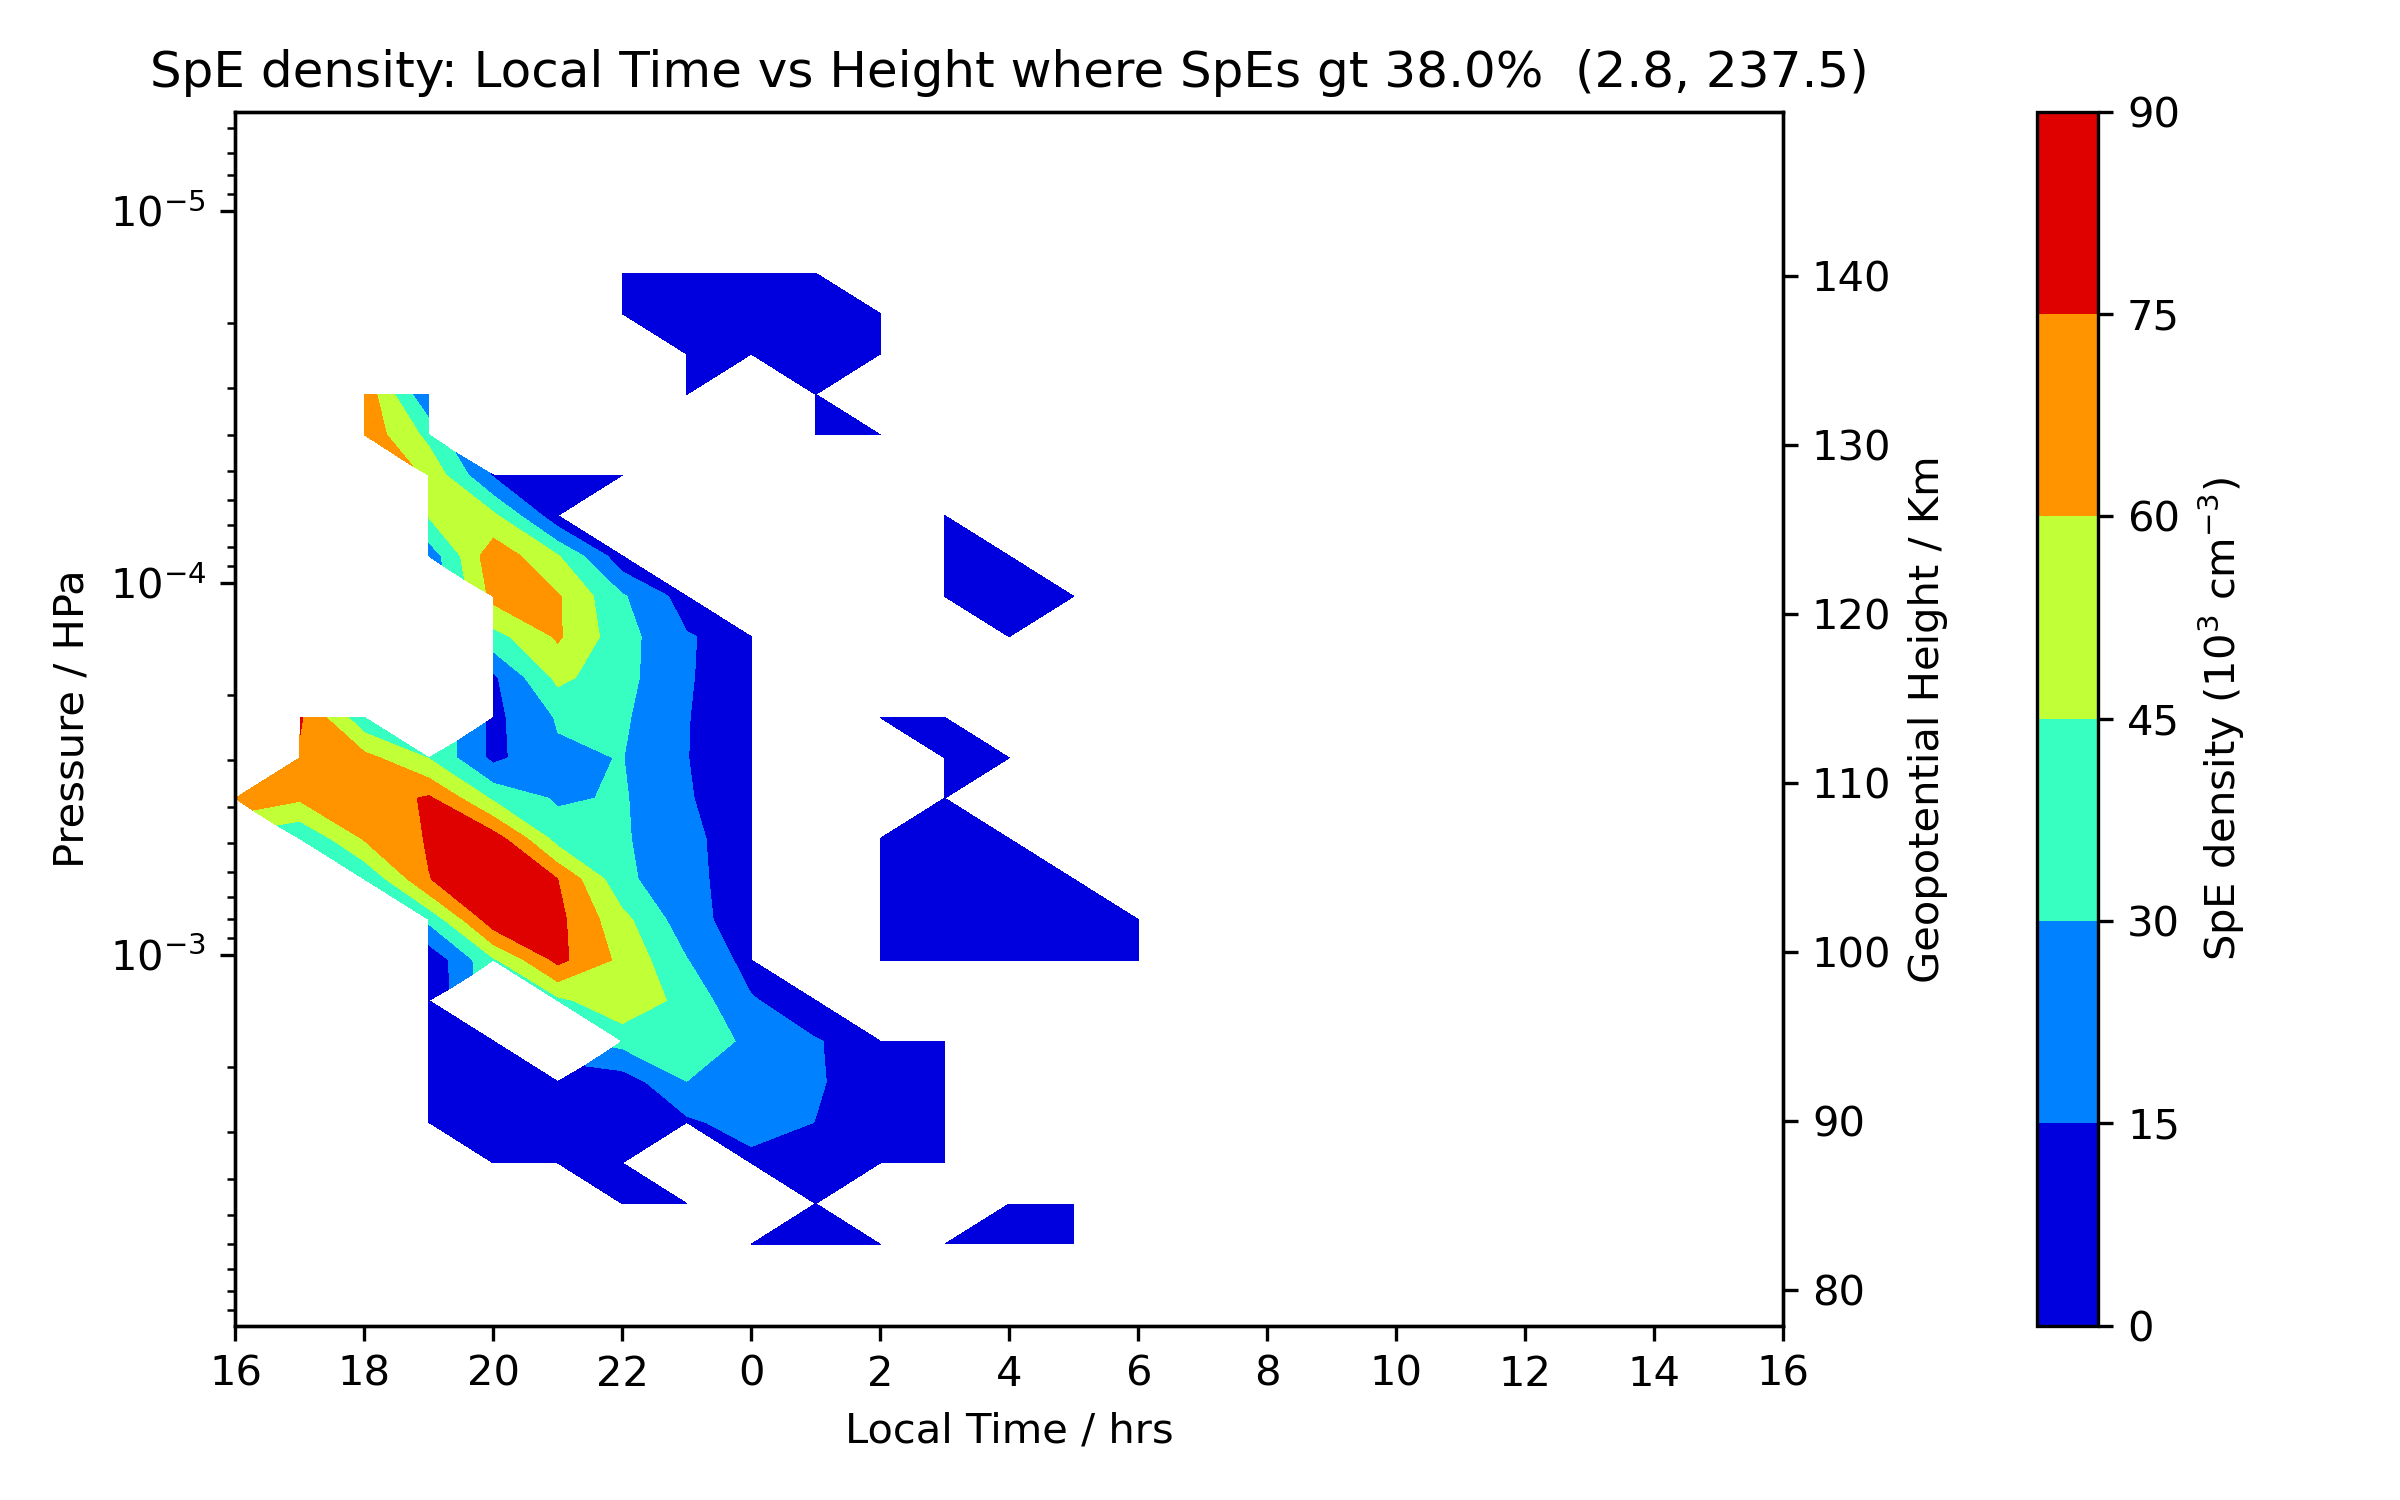 SpE density: Local Time vs Height where SpEs gt 38.0%  (2.8, 237.5)
10⁻⁵
10⁻⁴
10⁻³
Pressure / HPa
140
130
120
110
100
90
80
Geopotential Height / Km
90
75
60
45
30
15
0
SpE density (10³ cm⁻³)
16 18 20 22 0 2 4 6 8 10 12 14 16
Local Time / hrs